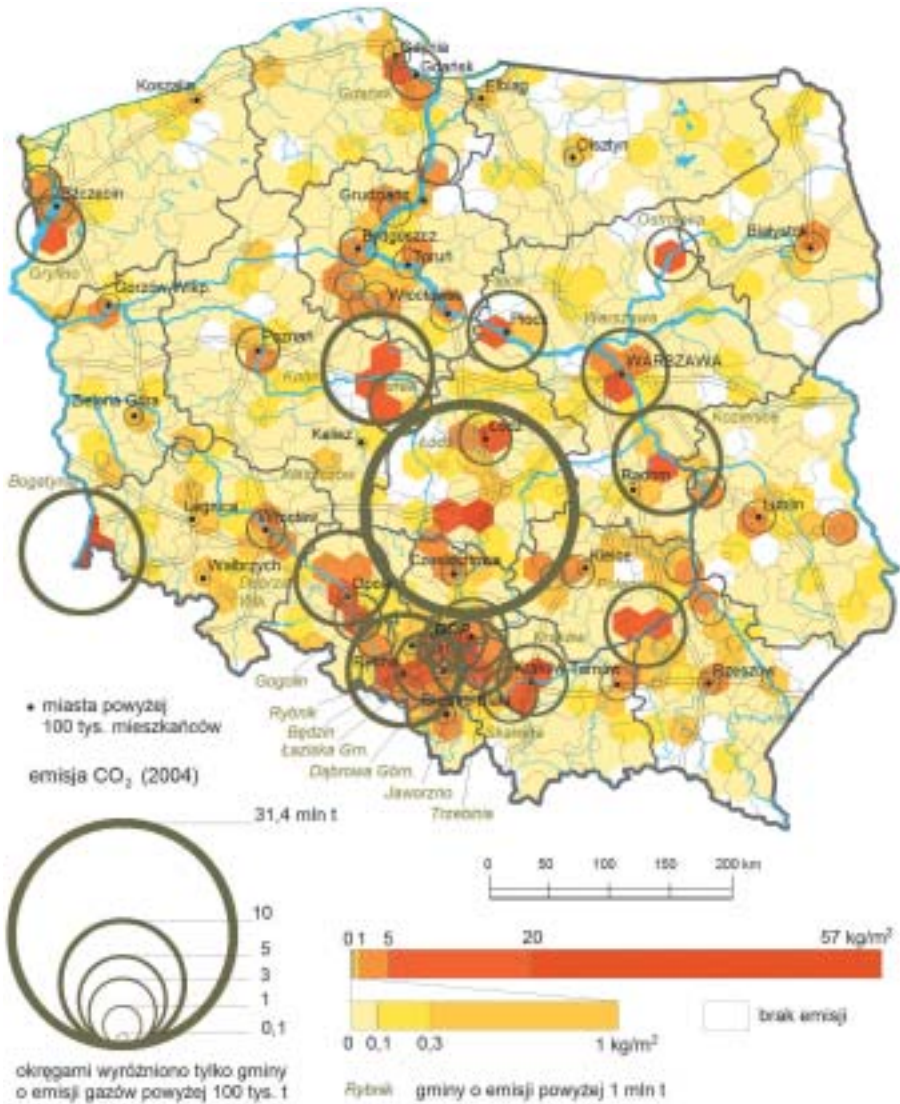 Gdynia
Gdańsk
Gdańsk
Koszalin
Elbląg
Olsztyn
Szczecin
Grudziądz
Ostrołęka
Białystok
Bydgoszcz
Toruń
Gryfino
Gorzów Wlkp.
Włocławek
Płock
Płock
Warszawa
Poznań
WARSZAWA
Konin
Zielona Góra
Kozienice
Kalisz
Łódź
Bogatynia
Radom
Legnica
Wrocław
Lublin
Wałbrzych
Częstochowa
Kielce
Opole
Kraków
Tarnów
Rzeszów
Gogolin
Rybnik
Będzin
Łaziska Grn.
Skawina
Dąbrowa Górn.
Jaworzno
Trzebinia
miasta powyżej
100 tys. mieszkańców
emisja CO₂ (2004)
31,4 mln t
10
5
3
1
0,1
okręgami wyróżniono tylko gminy
o emisji gazów powyżej 100 tys. t
0 50 100 150 200 km
0 1 5 20 57 kg/m²
0 0,1 0,3 1 kg/m²
brak emisji
Rybnik gminy o emisji powyżej 1 mln t